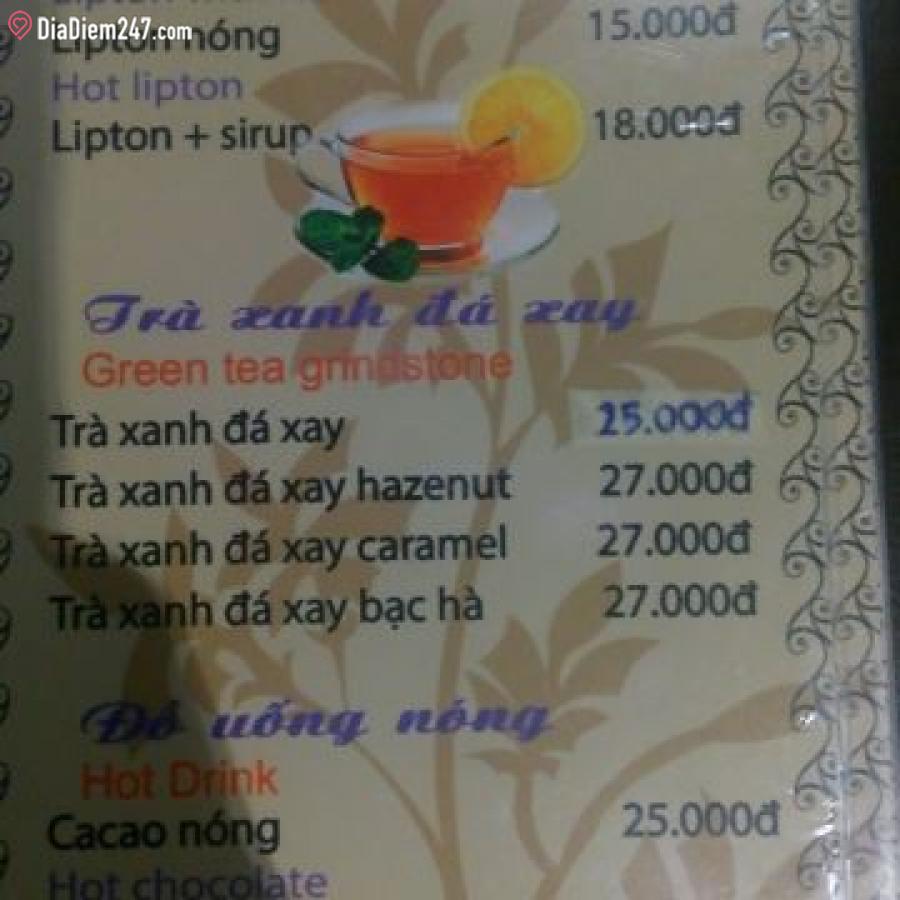 DiaDiem247.com
Lipton nóng 15.000đ
Hot lipton
Lipton + sirup 18.000đ
Trà xanh đá xay
Green tea grindstone
Trà xanh đá xay 25.000đ
Trà xanh đá xay hazenut 27.000đ
Trà xanh đá xay caramel 27.000đ
Trà xanh đá xay bạc hà 27.000đ
Đồ uống nóng
Hot Drink
Cacao nóng 25.000đ
Hot chocolate